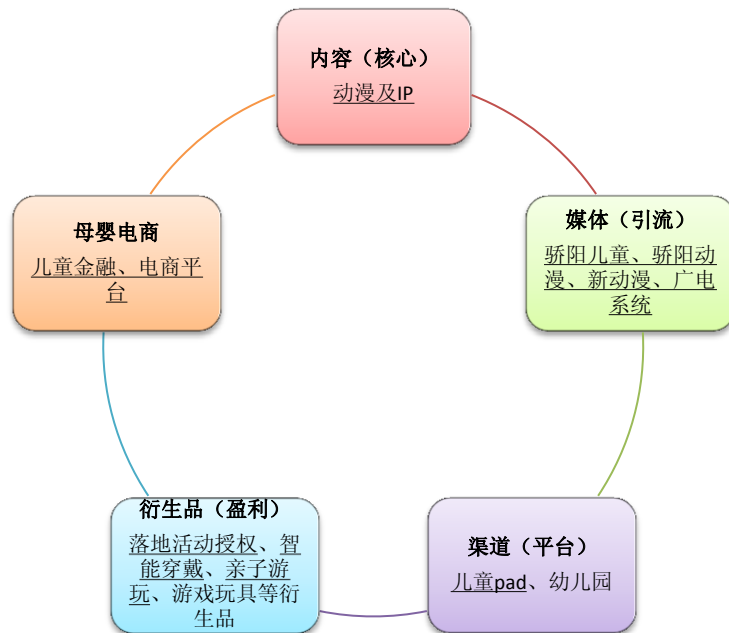 内容（核心）
动漫及IP
母婴电商
儿童金融、电商平
台
媒体（引流）
骄阳儿童、骄阳动
漫、新动漫、广电
系统
衍生品（盈利）
落地活动授权、智
能穿戴、亲子游
玩、游戏玩具等衍
生品
渠道（平台）
儿童pad、幼儿园